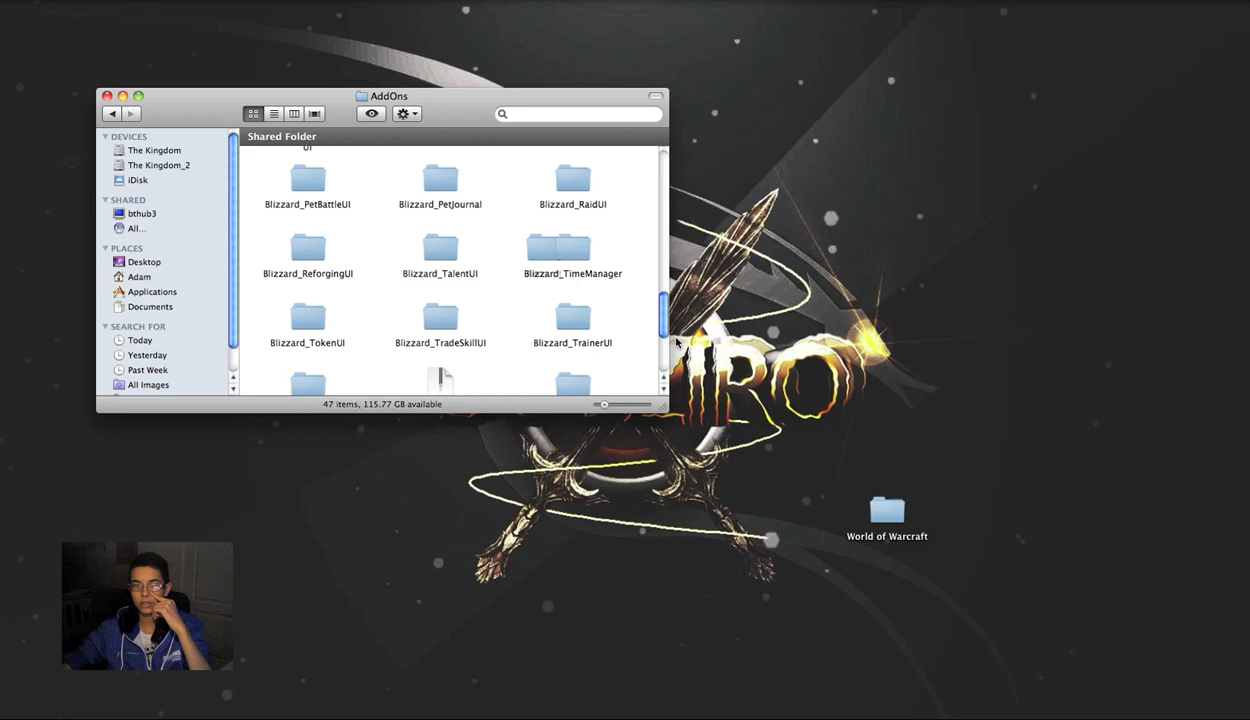 AddOns
DEVICES
The Kingdom
The Kingdom_2
iDisk
SHARED
bthub3
All...
PLACES
Desktop
Adam
Applications
Documents
SEARCH FOR
Today
Yesterday
Past Week
All Images
Shared Folder
UI
Blizzard_PetBattleUI
Blizzard_PetJournal
Blizzard_RaidUI
Blizzard_ReforgingUI
Blizzard_TalentUI
Blizzard_TimeManager
Blizzard_TokenUI
Blizzard_TradeSkillUI
Blizzard_TrainerUI
47 items, 115.77 GB available
World of Warcraft